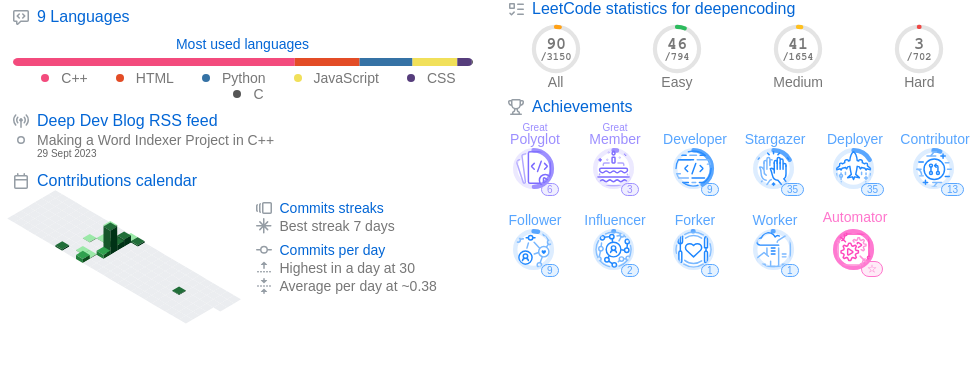 9 Languages
Most used languages
C++ HTML Python JavaScript CSS
C
Deep Dev Blog RSS feed
Making a Word Indexer Project in C++
29 Sept 2023
Contributions calendar
Commits streaks
Best streak 7 days
Commits per day
Highest in a day at 30
Average per day at ~0.38
LeetCode statistics for deepencoding
90 46 41 3
/3150 /794 /1654 /702
All Easy Medium Hard
Achievements
Great Great
Polyglot Member Developer Stargazer Deployer Contributor
6 3 9 35 35 13
Follower Influencer Forker Worker Automator
9 2 1 1